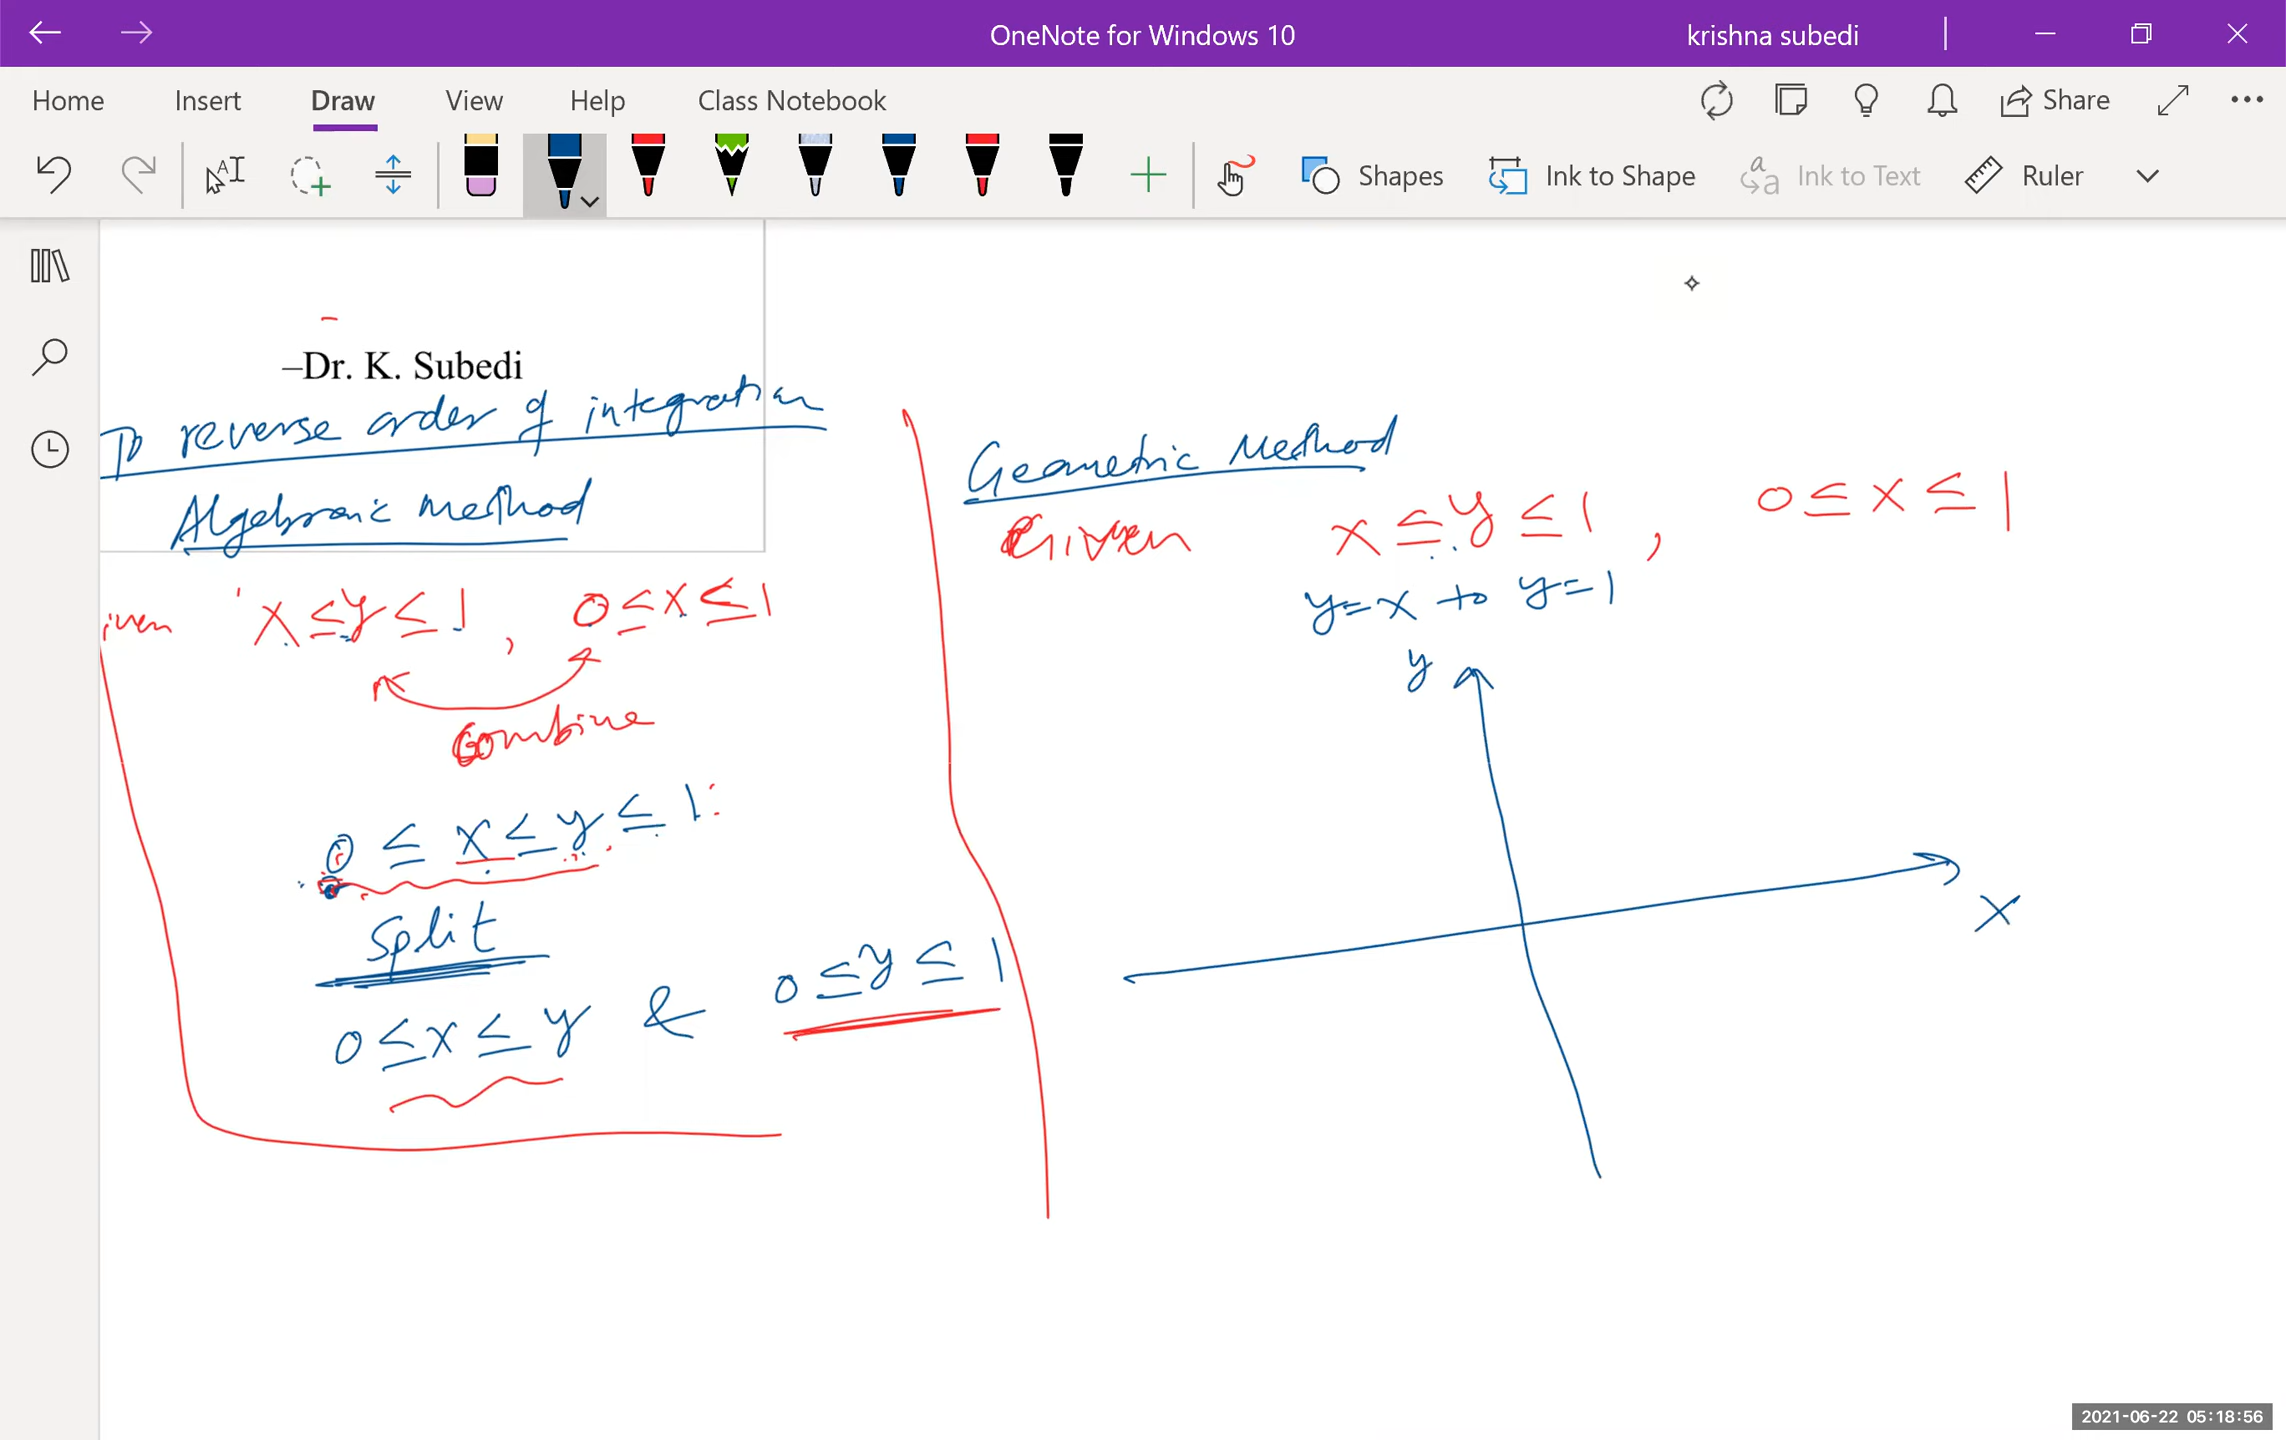 OneNote for Windows 10
krishna subedi
Home Insert Draw View Help Class Notebook
Share
Shapes Ink to Shape Ink to Text Ruler
–Dr. K. Subedi
To reverse order of integration
Algebraic Method
iven x ≤ y ≤ 1 , 0 ≤ x ≤ 1
Combine
0 ≤ x ≤ y ≤ 1
Split
0 ≤ x ≤ y & 0 ≤ y ≤ 1
Geometric Method
Given x ≤ y ≤ 1 , 0 ≤ x ≤ 1
y = x to y = 1
y
x
2021-06-22 05:18:56